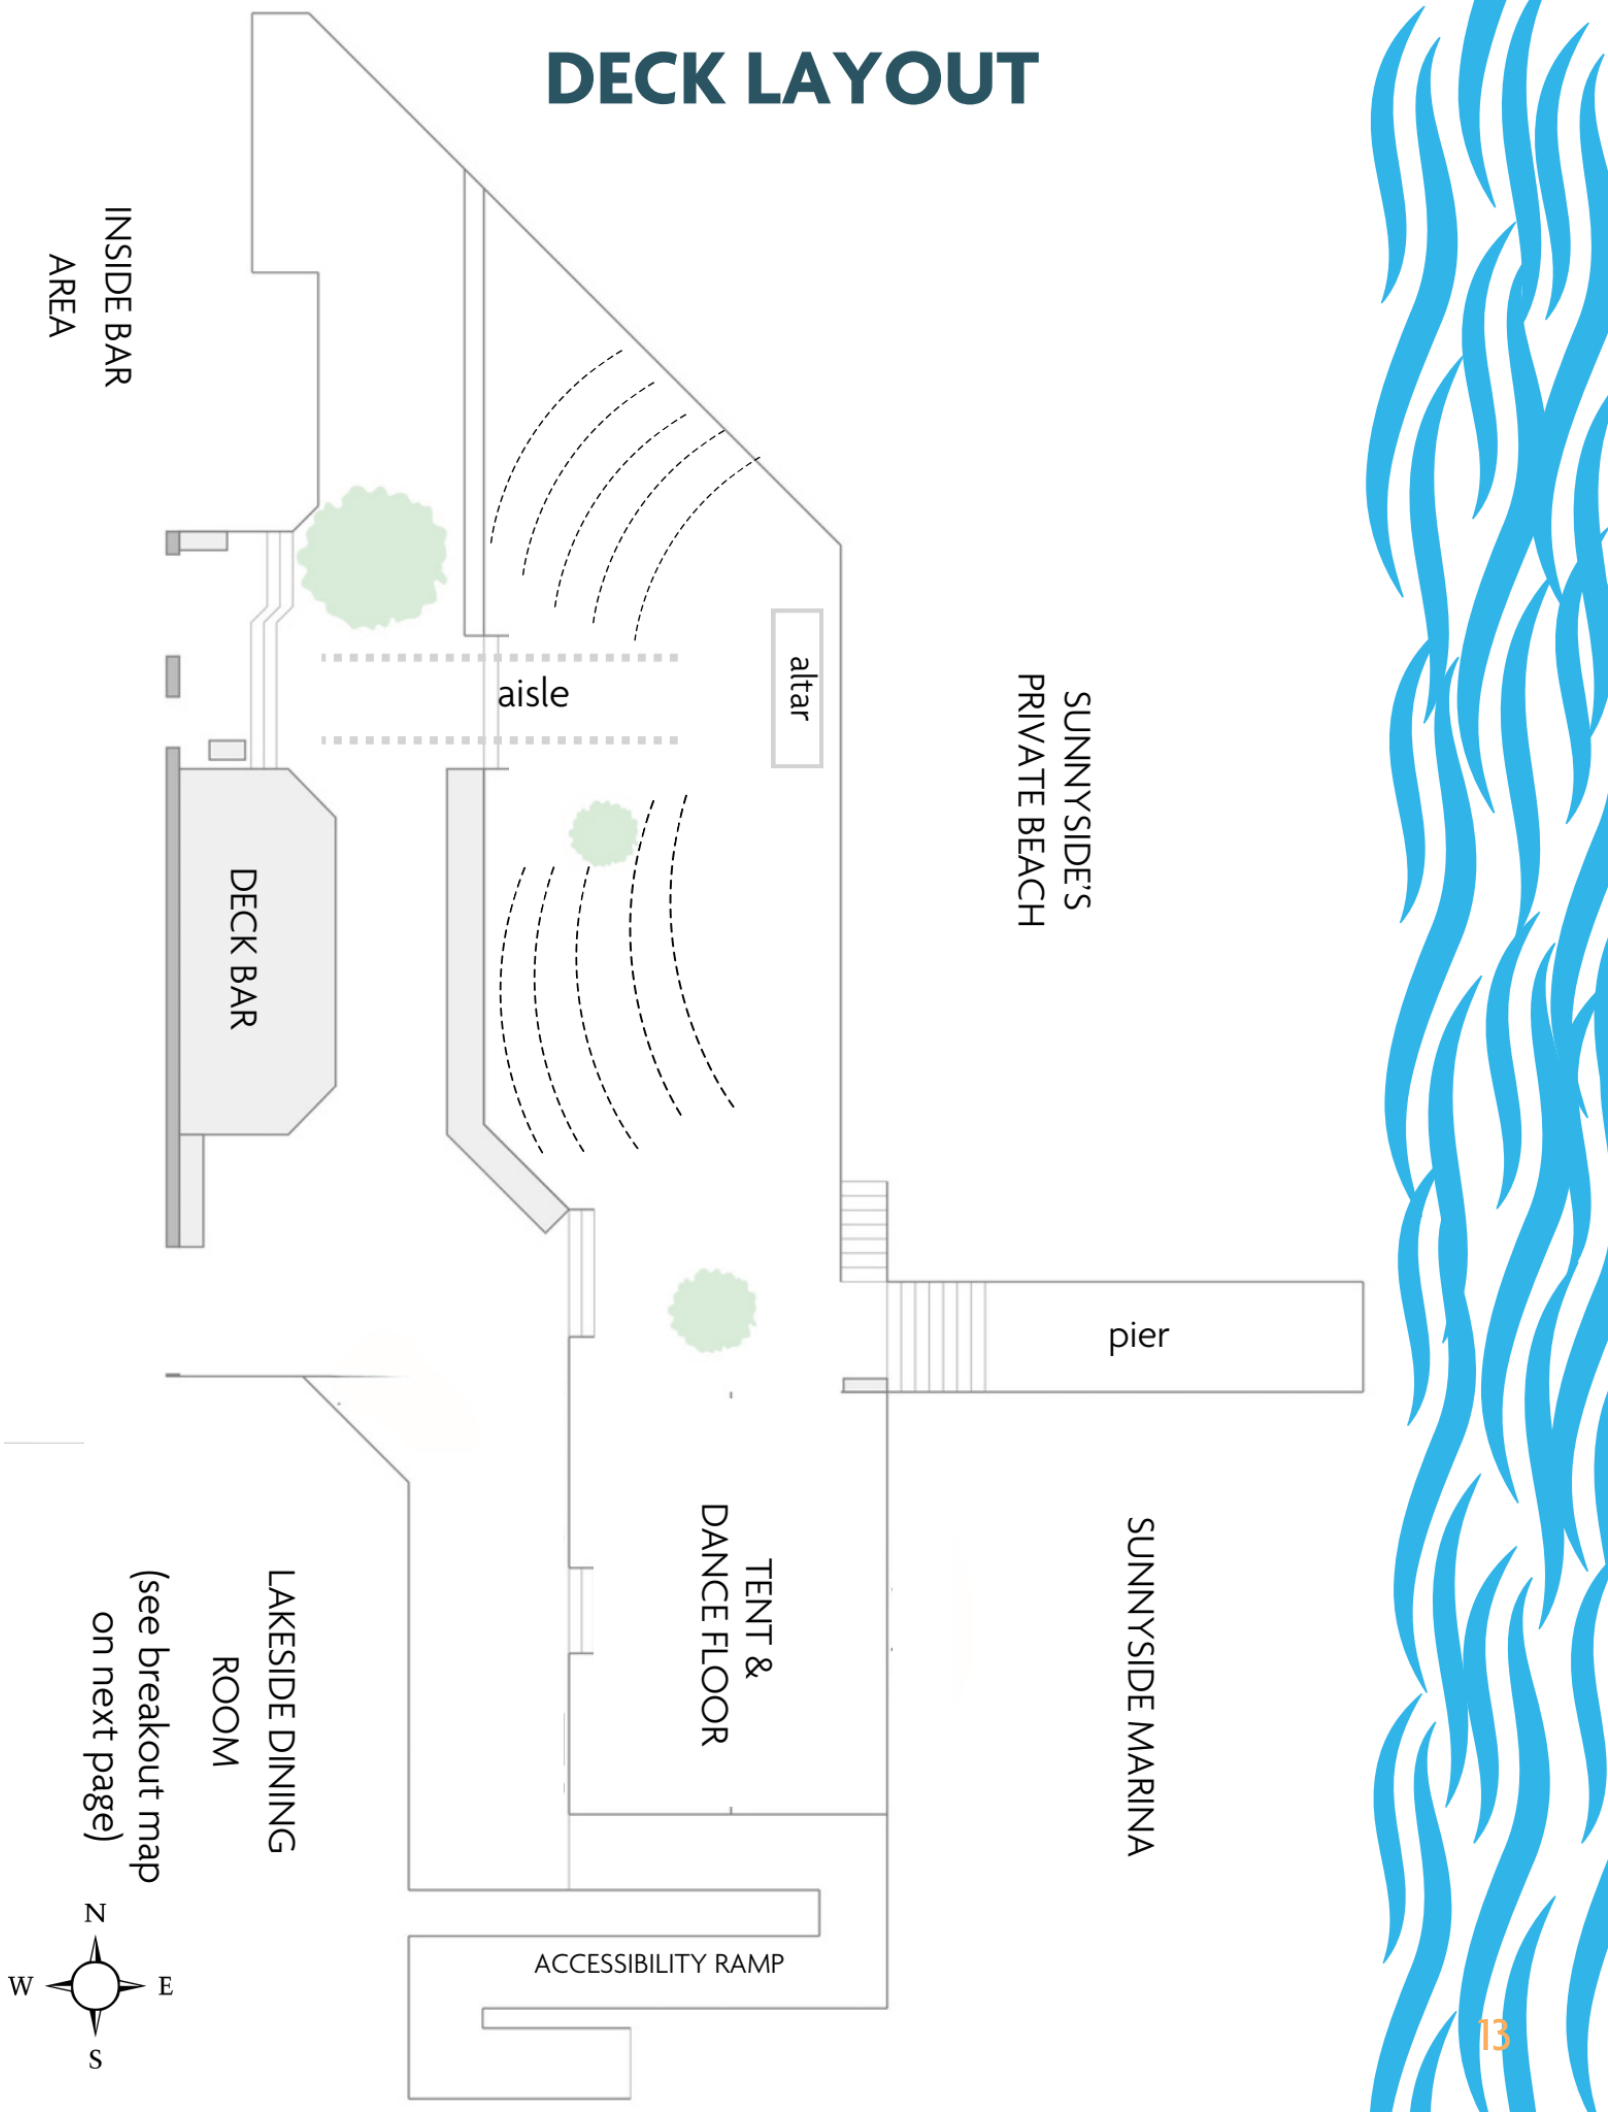 DECK LAYOUT
INSIDE BAR
AREA
aisle
altar
SUNNYSIDE'S
PRIVATE BEACH
DECK BAR
pier
TENT &
DANCE FLOOR
SUNNYSIDE MARINA
LAKESIDE DINING
ROOM
(see breakout map
on next page)
N
W
E
S
ACCESSIBILITY RAMP
13